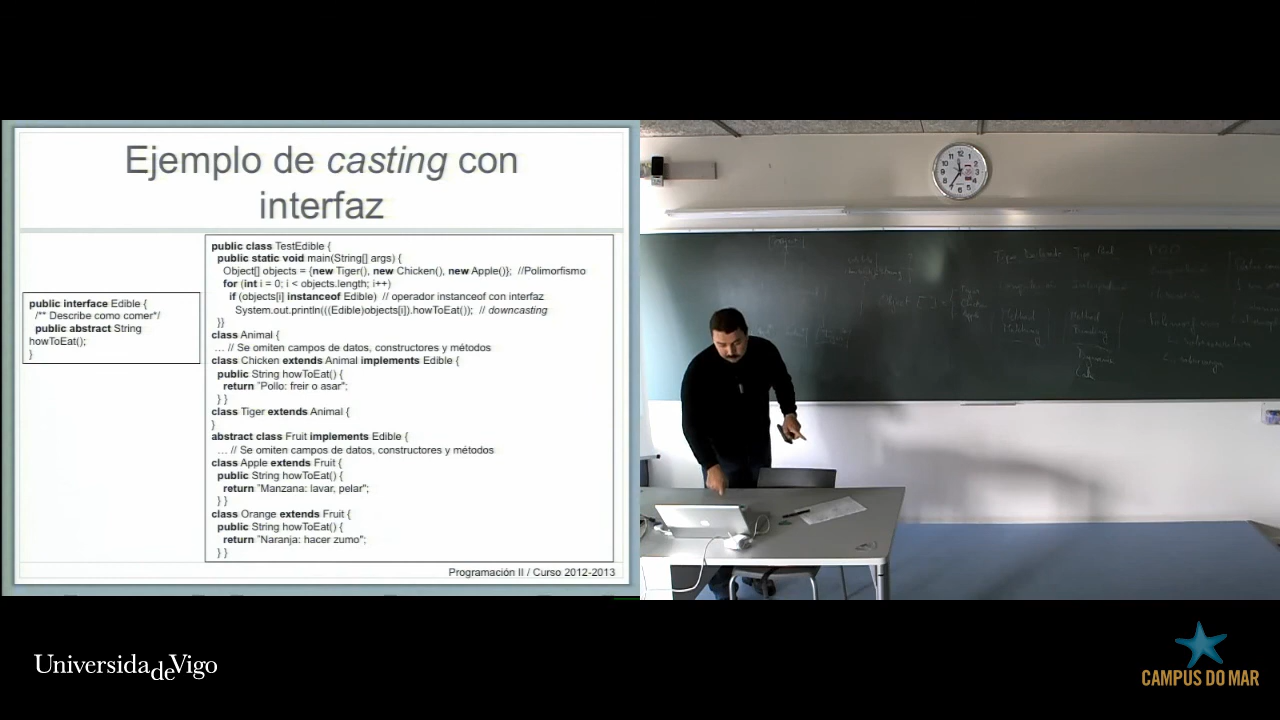 Ejemplo de casting con
interfaz
public interface Edible {
/** Describe como comer*/
public abstract String
howToEat();
}
public class TestEdible {
public static void main(String[] args) {
Object[] objects = {new Tiger(), new Chicken(), new Apple()}; //Polimorfismo
for (int i = 0; i < objects.length; i++)
if (objects[i] instanceof Edible) // operador instanceof con interfaz
System.out.println(((Edible)objects[i]).howToEat()); // downcasting
}}
class Animal {
… // Se omiten campos de datos, constructores y métodos
class Chicken extends Animal implements Edible {
public String howToEat() {
return "Pollo: freir o asar";
} }
class Tiger extends Animal {
}
abstract class Fruit implements Edible {
… // Se omiten campos de datos, constructores y métodos
class Apple extends Fruit {
public String howToEat() {
return "Manzana: lavar, pelar";
} }
class Orange extends Fruit {
public String howToEat() {
return "Naranja: hacer zumo";
} }
Programación II / Curso 2012-2013
Object [ ]
Method
Method
UniversidadeVigo
CAMPUS DO MAR